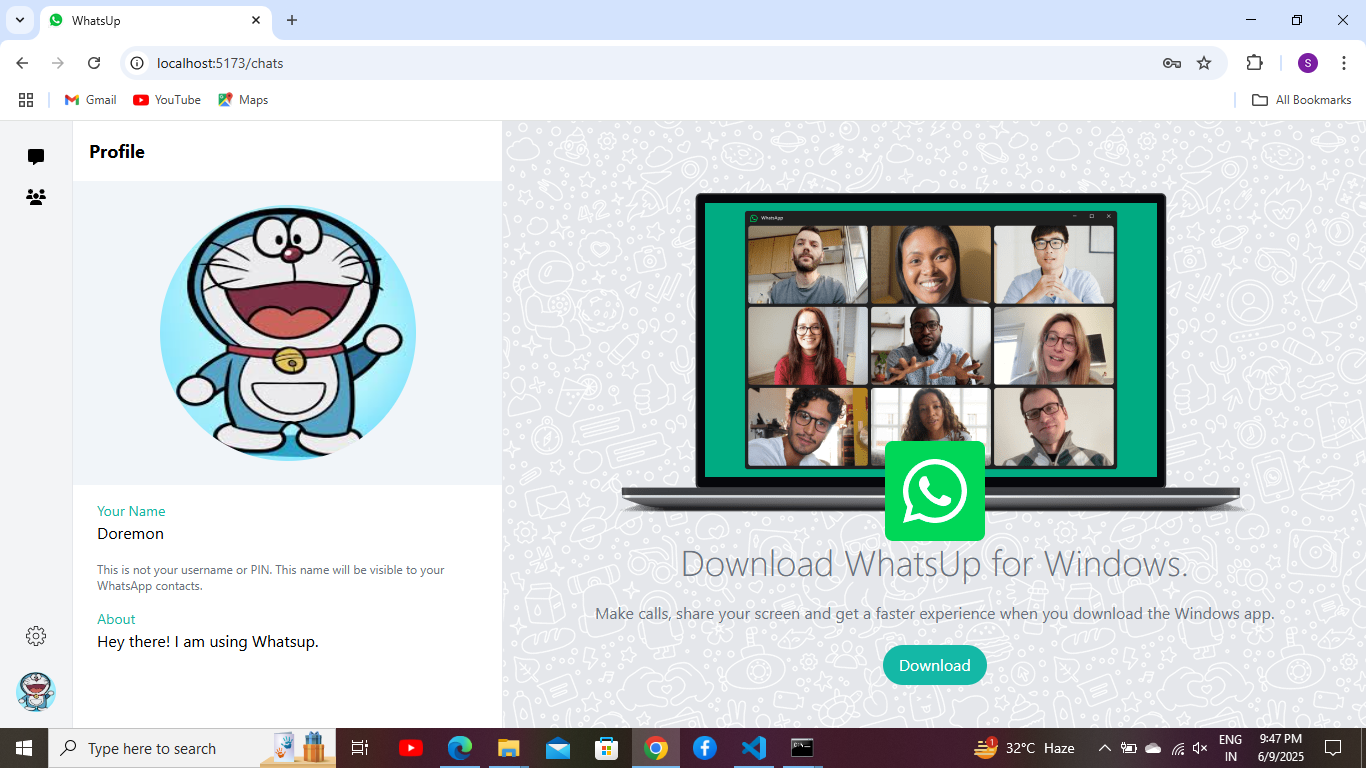 WhatsUp
localhost:5173/chats
S
Gmail
YouTube
Maps
All Bookmarks
Profile
WhatsApp
Your Name
Doremon
This is not your username or PIN. This name will be visible to your
WhatsApp contacts.
About
Hey there! I am using Whatsup.
Download WhatsUp for Windows.
Make calls, share your screen and get a faster experience when you download the Windows app.
Download
Type here to search
1
32°C Haze
ENG
IN
9:47 PM
6/9/2025